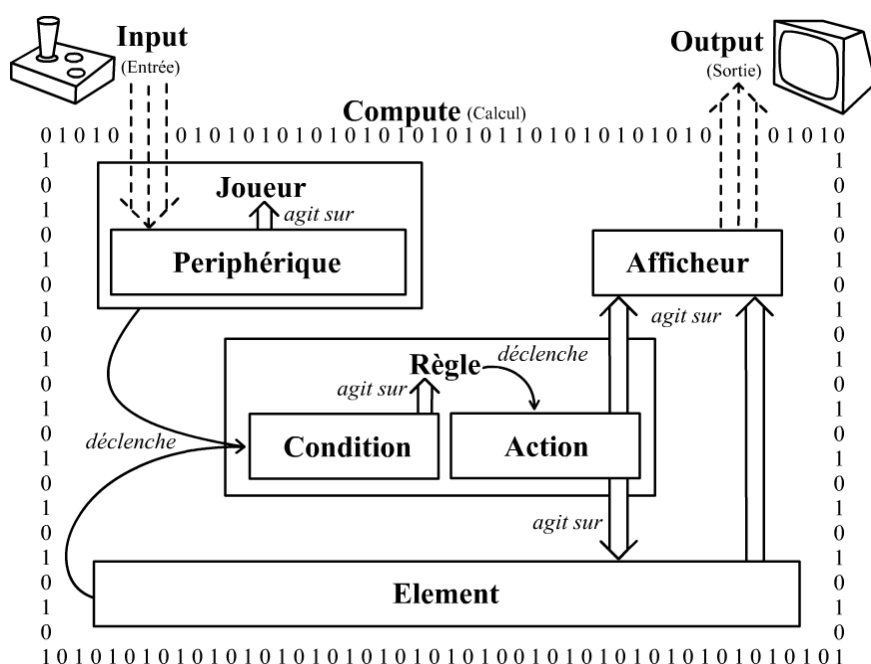 Input
(Entrée)
Output
(Sortie)
Compute (Calcul)
Joueur
agit sur
Periphérique
Afficheur
agit sur
Règle
déclenche
agit sur
Condition
Action
déclenche
agit sur
Element